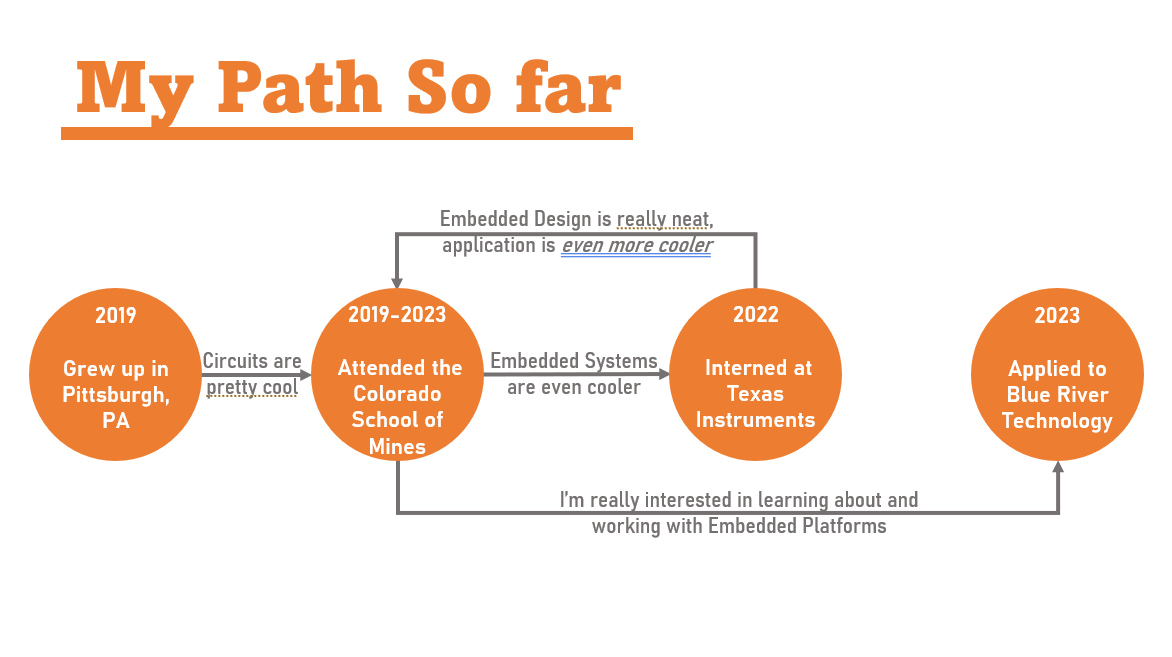 My Path So far
Embedded Design is really neat,
application is even more cooler
2019
Grew up in
Pittsburgh,
PA
Circuits are
pretty cool
2019-2023
Attended the
Colorado
School of
Mines
Embedded Systems
are even cooler
2022
Interned at
Texas
Instruments
2023
Applied to
Blue River
Technology
I'm really interested in learning about and
working with Embedded Platforms